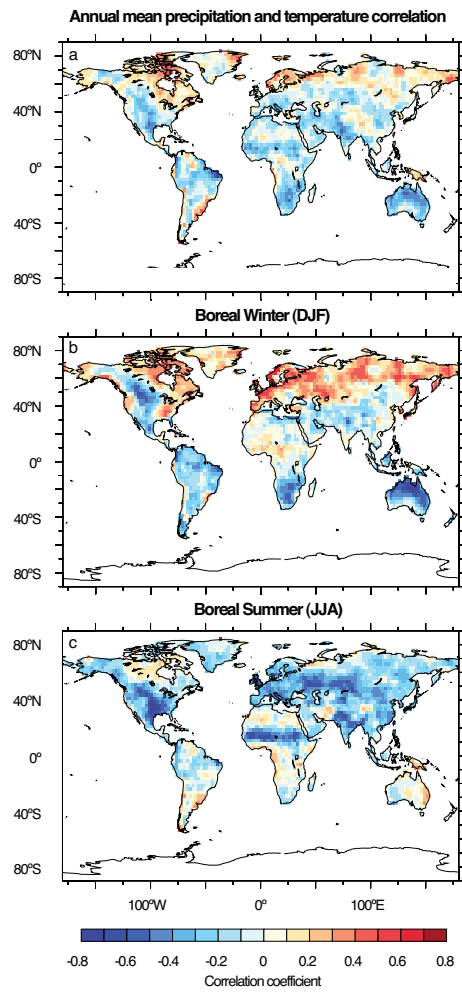 Annual mean precipitation and temperature correlation
80ºN
a
40ºN
0º
40ºS
80ºS
Boreal Winter (DJF)
80ºN
b
40ºN
0º
40ºS
80ºS
Boreal Summer (JJA)
80ºN
c
40ºN
0º
40ºS
80ºS
100ºW 0º 100ºE
-0.8 -0.6 -0.4 -0.2 0 0.2 0.4 0.6 0.8
Correlation coefficient